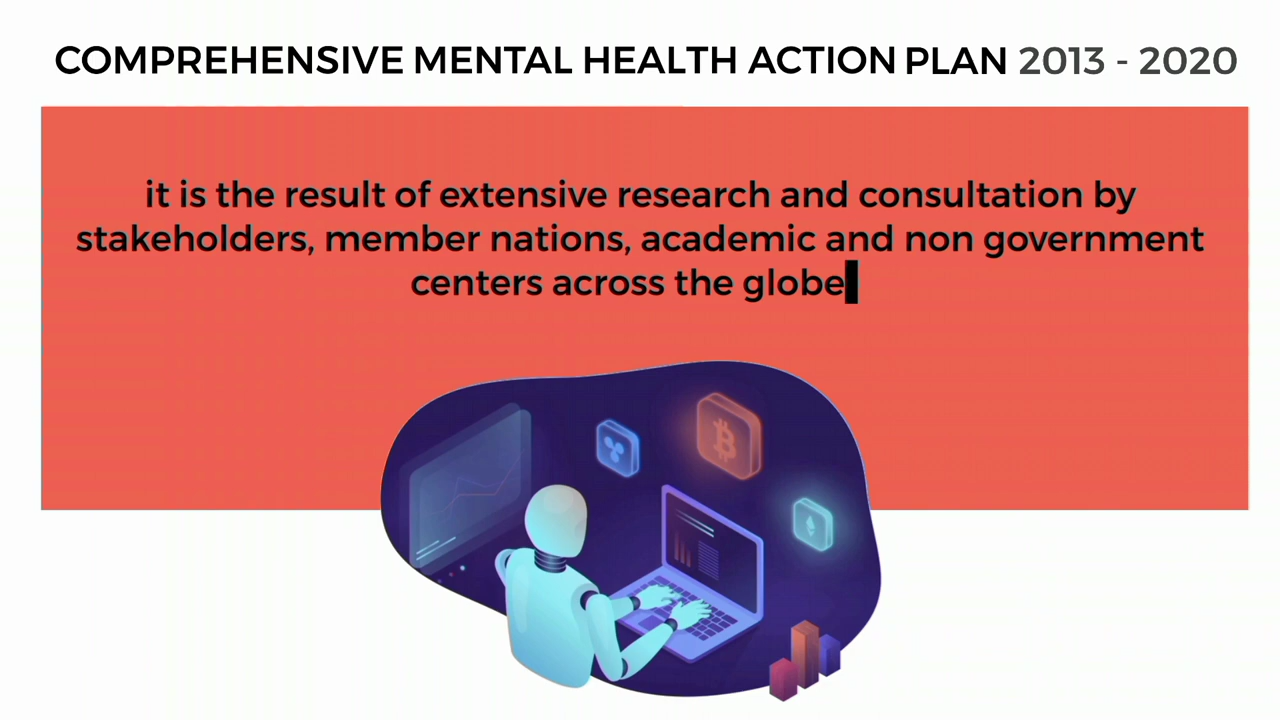 COMPREHENSIVE MENTAL HEALTH ACTION PLAN 2013 - 2020
it is the result of extensive research and consultation by
stakeholders, member nations, academic and non government
centers across the globe